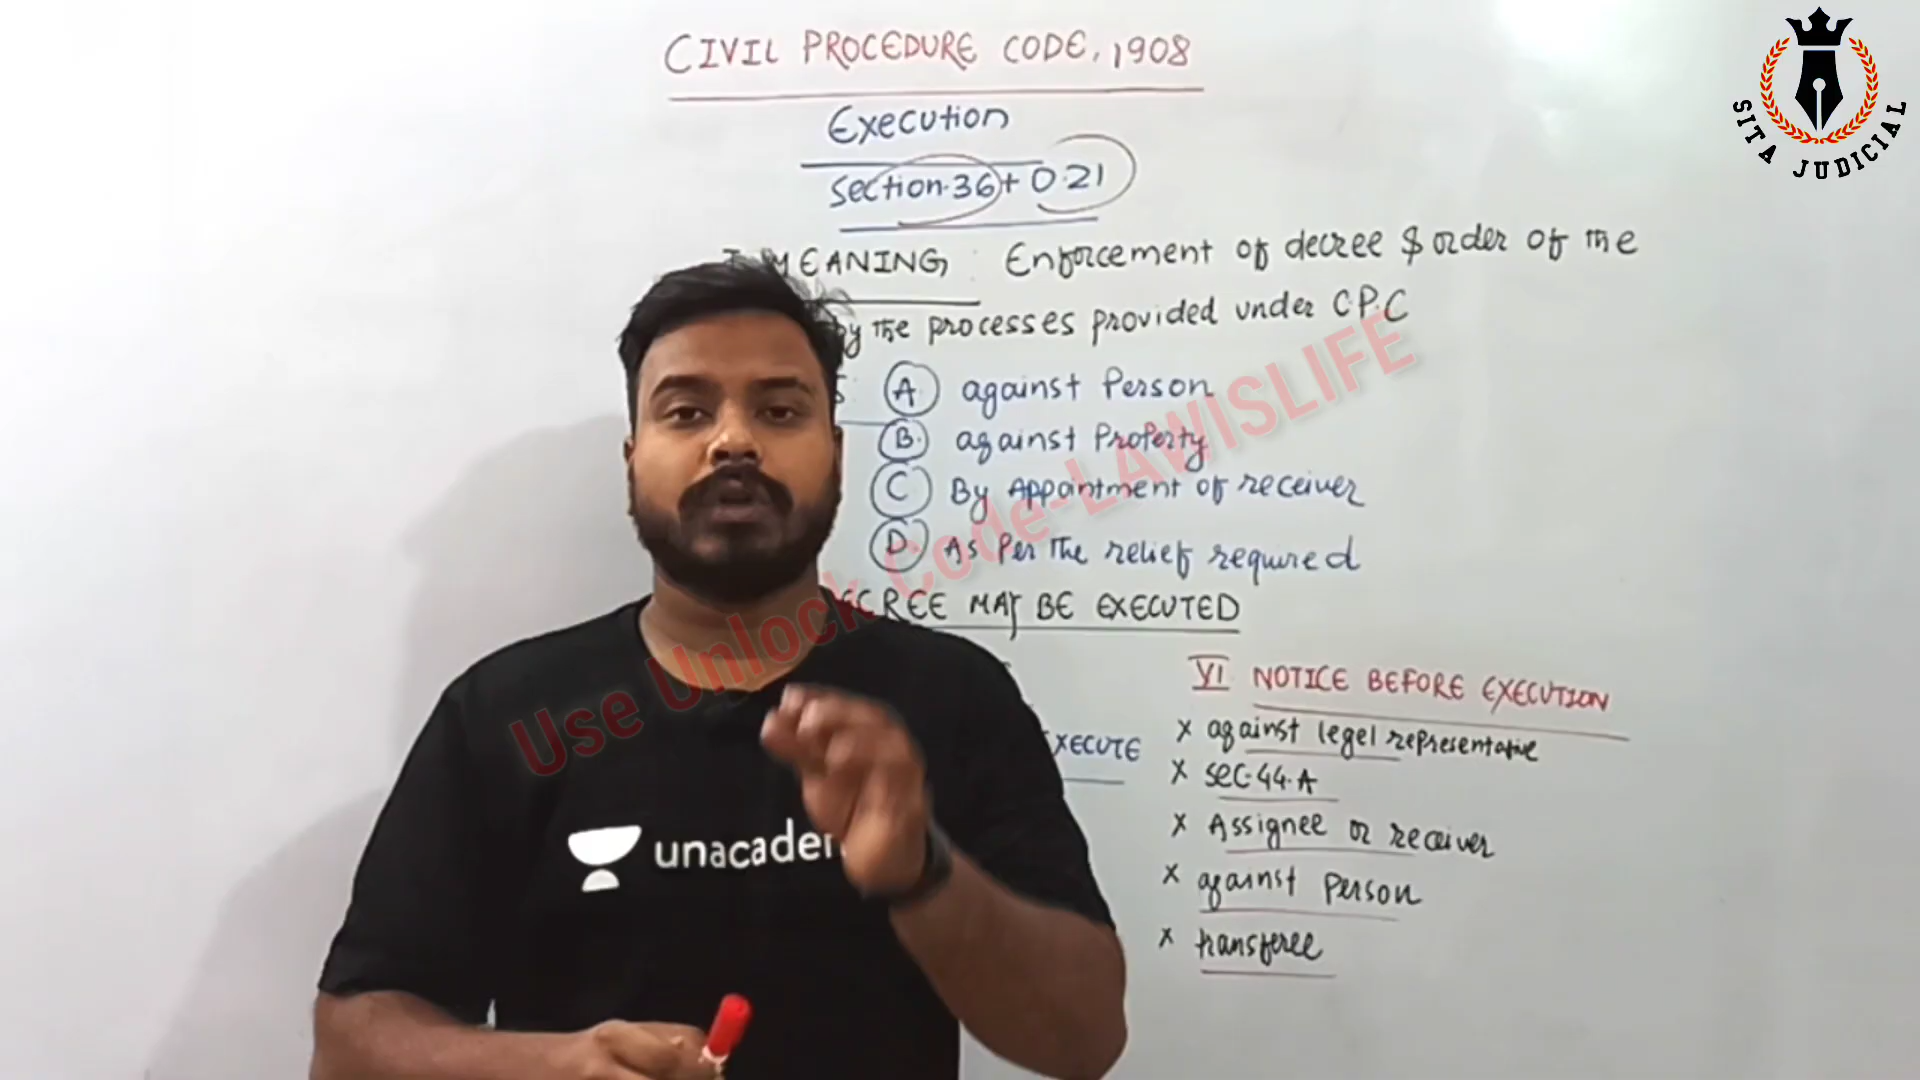 CIVIL PROCEDURE CODE, 1908
Execution
Section.36 + O.21
MEANING : Enforcement of decree & order of the
by the processes provided under C.P.C
A against Person
B. against Property
C By Appointment of receiver
D As Per The relief required
DECREE MAY BE EXECUTED
EXECUTE
VI NOTICE BEFORE EXECUTION
x against legel representative
x sec.44.A
x Assignee or receiver
x against Person
x transferee
unacadem
Use Unlock Code-LAWISLIFE
SITA JUDICIAL